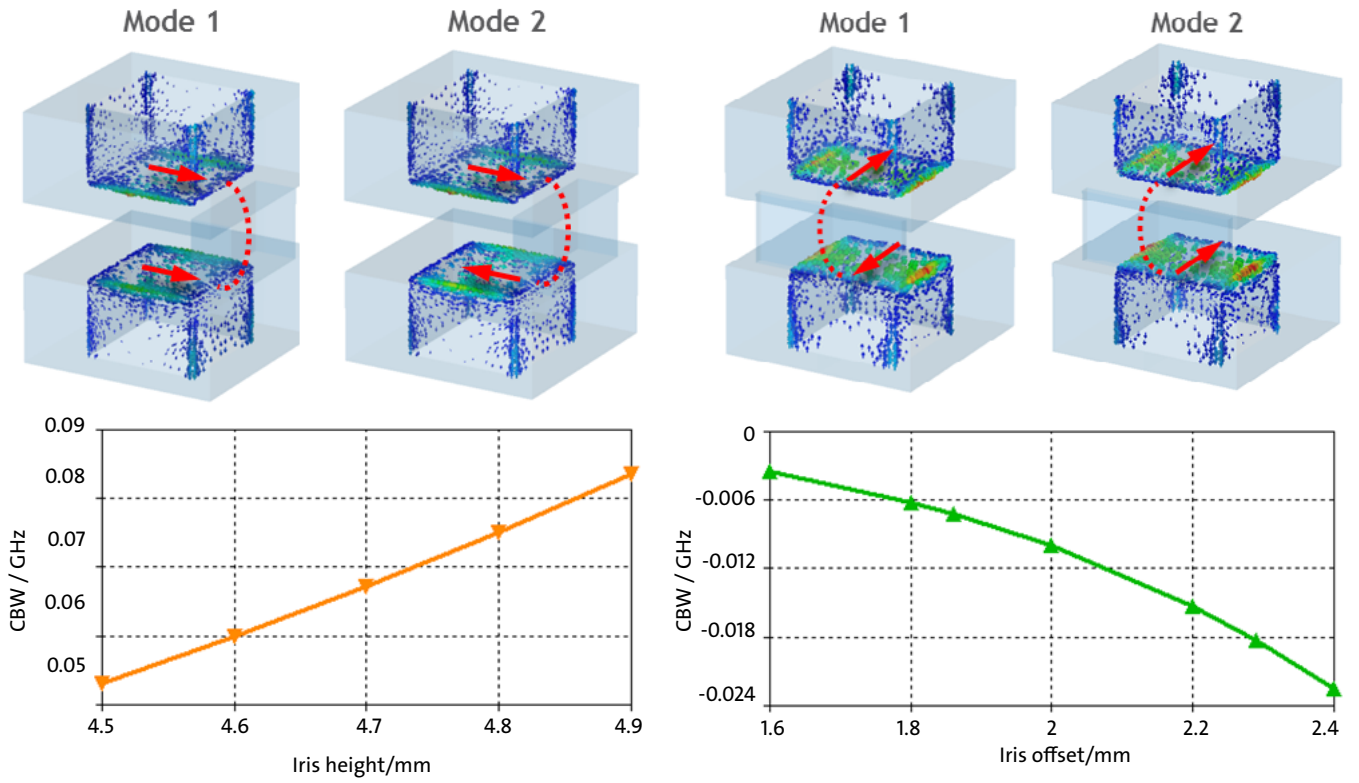 Mode 1
Mode 2
Mode 1
Mode 2
CBW / GHz
0.09
0.08
0.07
0.06
0.05
4.5
4.6
4.7
4.8
4.9
Iris height/mm
CBW / GHz
0
-0.006
-0.012
-0.018
-0.024
1.6
1.8
2
2.2
2.4
Iris offset/mm